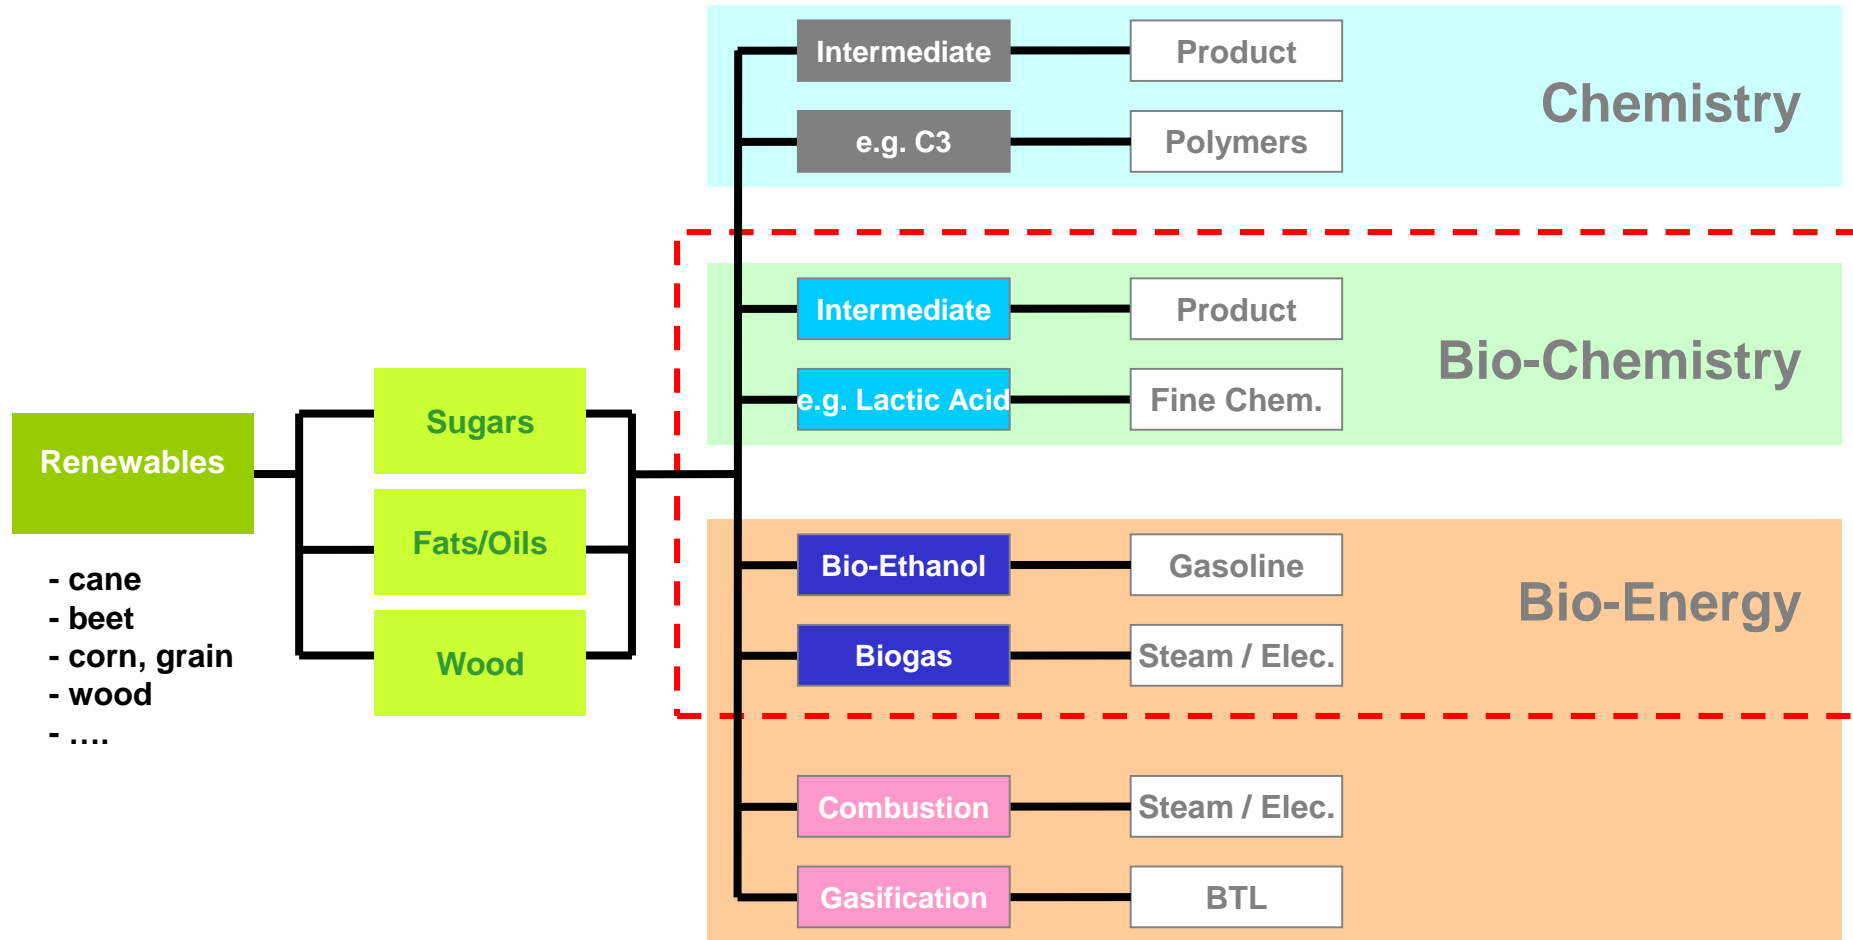 Intermediate
Product
Chemistry
e.g. C3
Polymers
Intermediate
Product
Bio-Chemistry
e.g. Lactic Acid
Fine Chem.
Renewables
- cane
- beet
- corn, grain
- wood
- ....
Sugars
Fats/Oils
Wood
Bio-Ethanol
Gasoline
Bio-Energy
Biogas
Steam / Elec.
Combustion
Steam / Elec.
Gasification
BTL